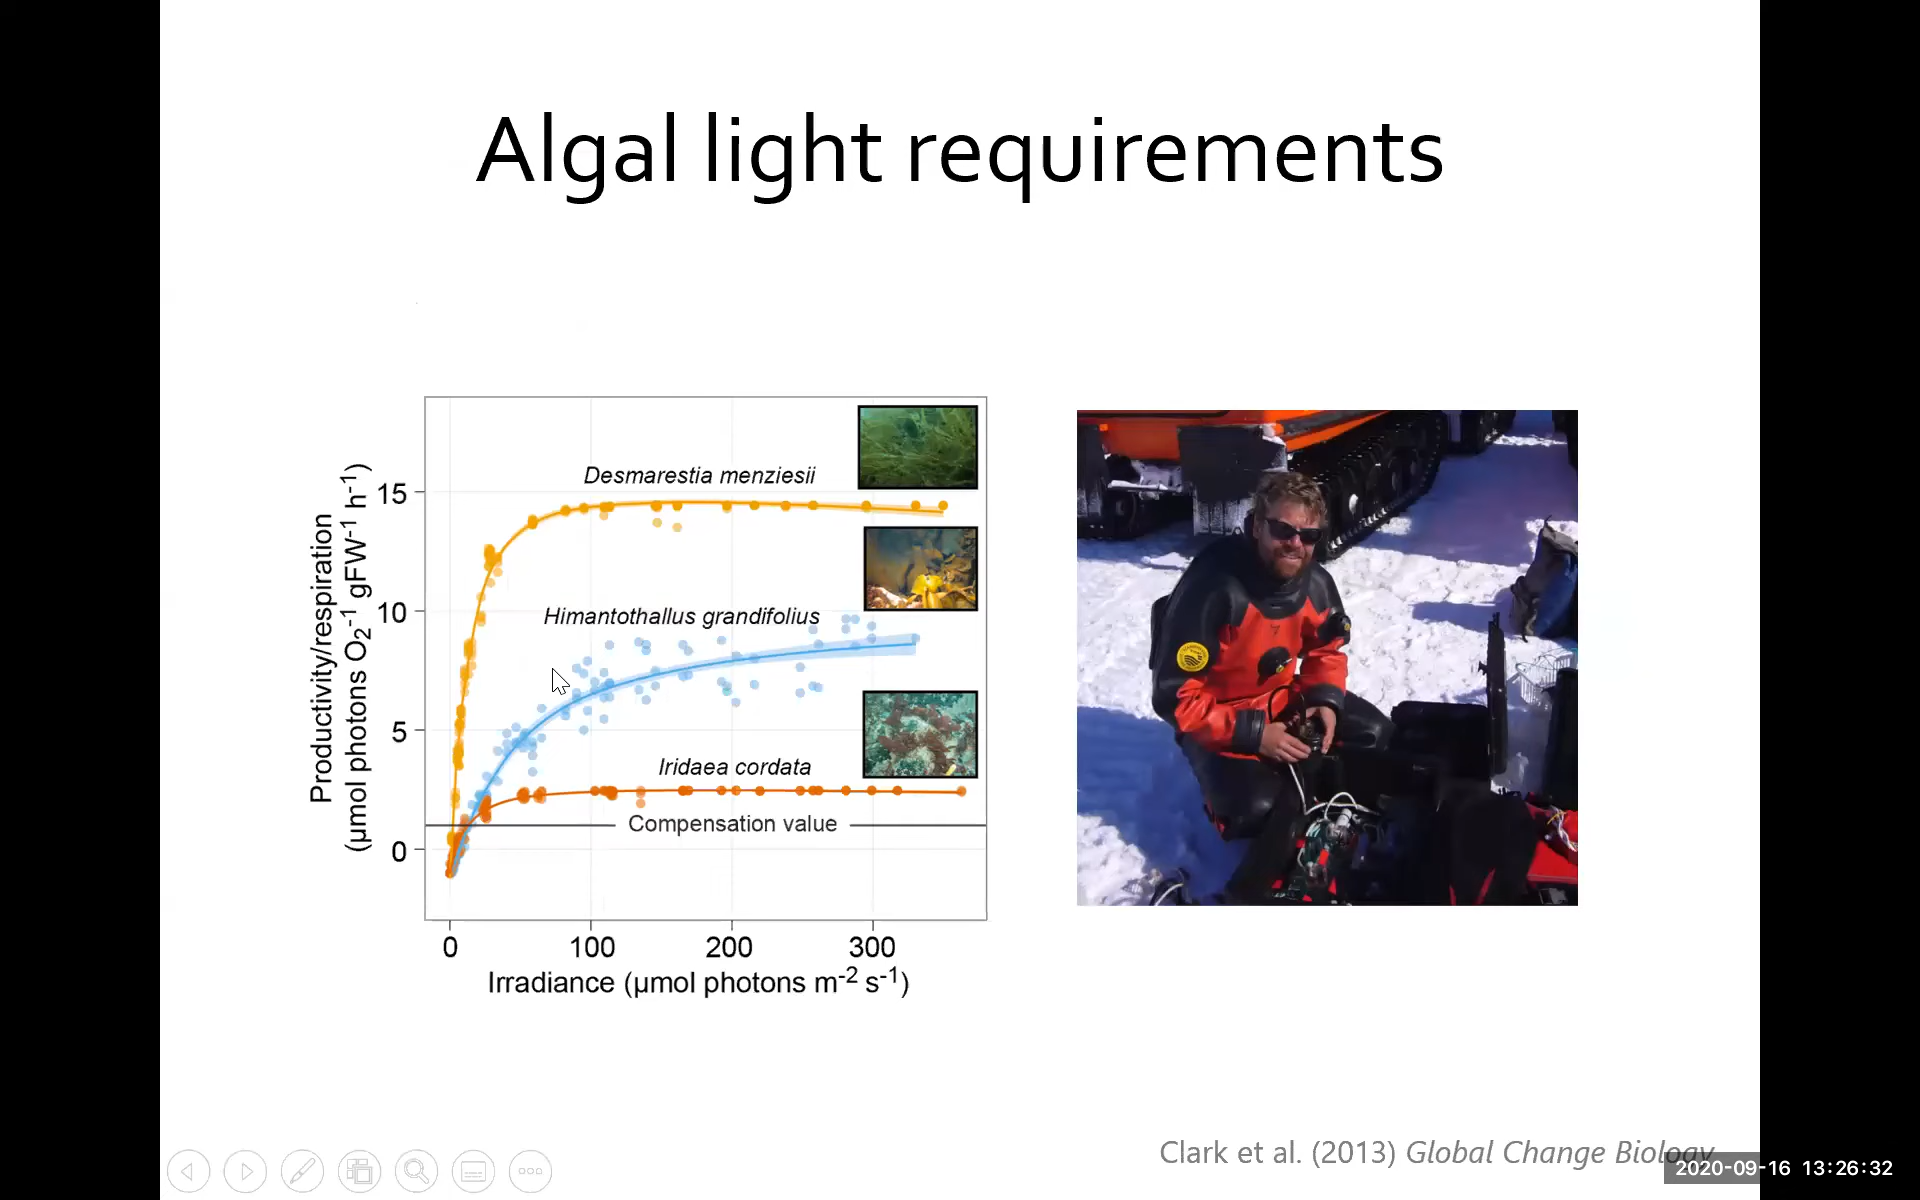 Algal light requirements
Productivity/respiration
(µmol photons O₂⁻¹ gFW⁻¹ h⁻¹)
15
10
5
0
Desmarestia menziesii
Himantothallus grandifolius
Iridaea cordata
Compensation value
0 100 200 300
Irradiance (µmol photons m⁻² s⁻¹)
Clark et al. (2013) Global Change Biology
2020-09-16 13:26:32